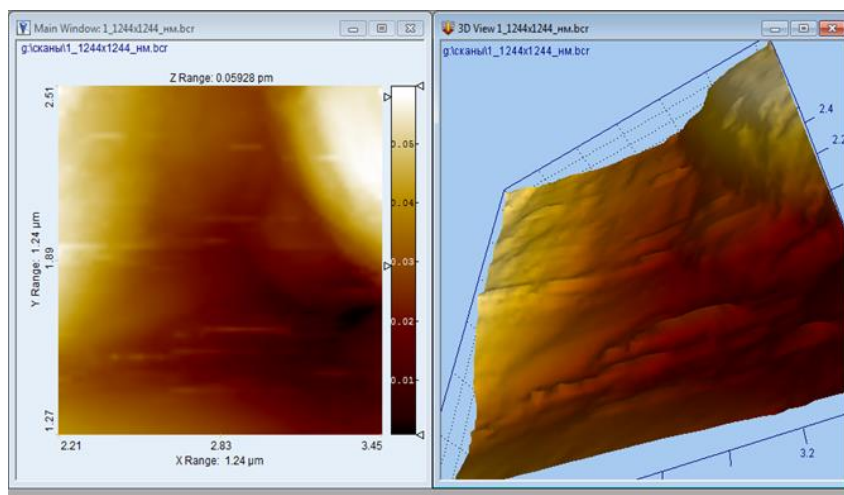 Main Window: 1_1244x1244_нм.bcr
g:\сканы\1_1244x1244_нм.bcr
Z Range: 0.05928 pm
2.51
1.89
1.27
Y Range: 1.24 µm
0.05
0.04
0.03
0.02
0.01
2.21
2.83
3.45
X Range: 1.24 µm
3D View 1_1244x1244_нм.bcr
g:\сканы\1_1244x1244_нм.bcr
2.4
2.2
3.2